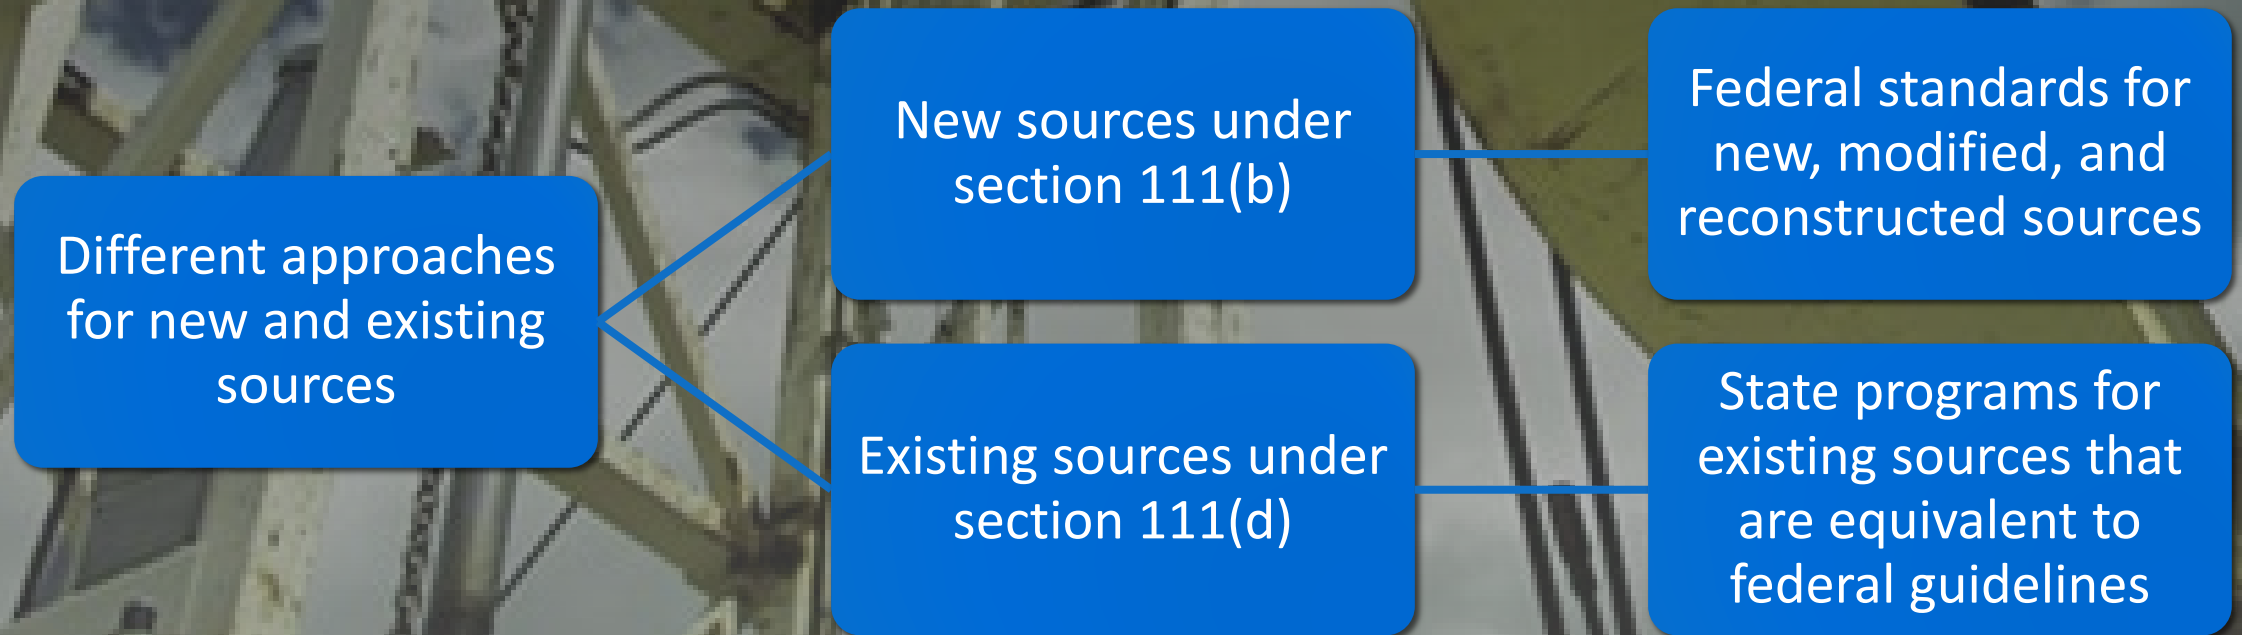 Different approaches
for new and existing
sources
New sources under
section 111(b)
Federal standards for
new, modified, and
reconstructed sources
Existing sources under
section 111(d)
State programs for
existing sources that
are equivalent to
federal guidelines